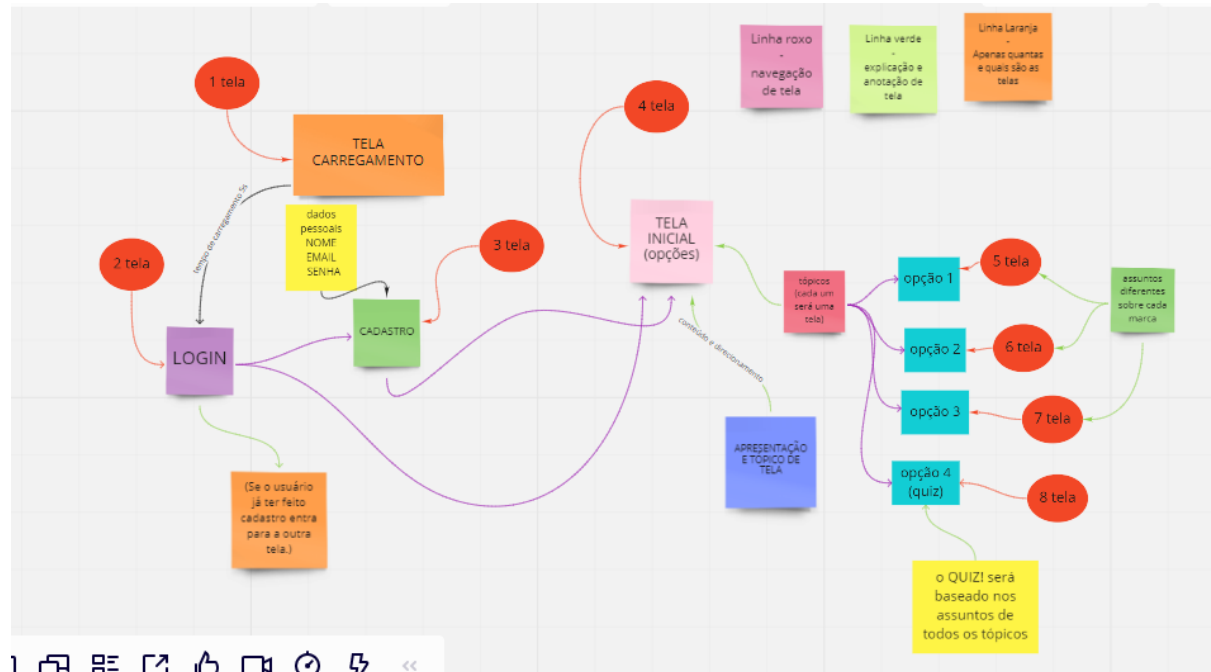 Linha roxo
-
navegação
de tela
Linha verde
-
explicação e
anotação de
tela
Linha Laranja
-
Apenas quantas
e quais são as
telas
1 tela
TELA
CARREGAMENTO
tempo de carregamento 5s
dados
pessoais
NOME
EMAIL
SENHA
2 tela
3 tela
LOGIN
CADASTRO
(Se o usuário
já ter feito
cadastro entra
para a outra
tela.)
4 tela
TELA
INICIAL
(opções)
conteúdo e direcionamento
APRESENTAÇÃO
E TÓPICO DE
TELA
tópicos
(cada um
será uma
tela)
opção 1
5 tela
opção 2
6 tela
opção 3
7 tela
opção 4
(quiz)
8 tela
assuntos
diferentes
sobre cada
marca
o QUIZ! será
baseado nos
assuntos de
todos os tópicos